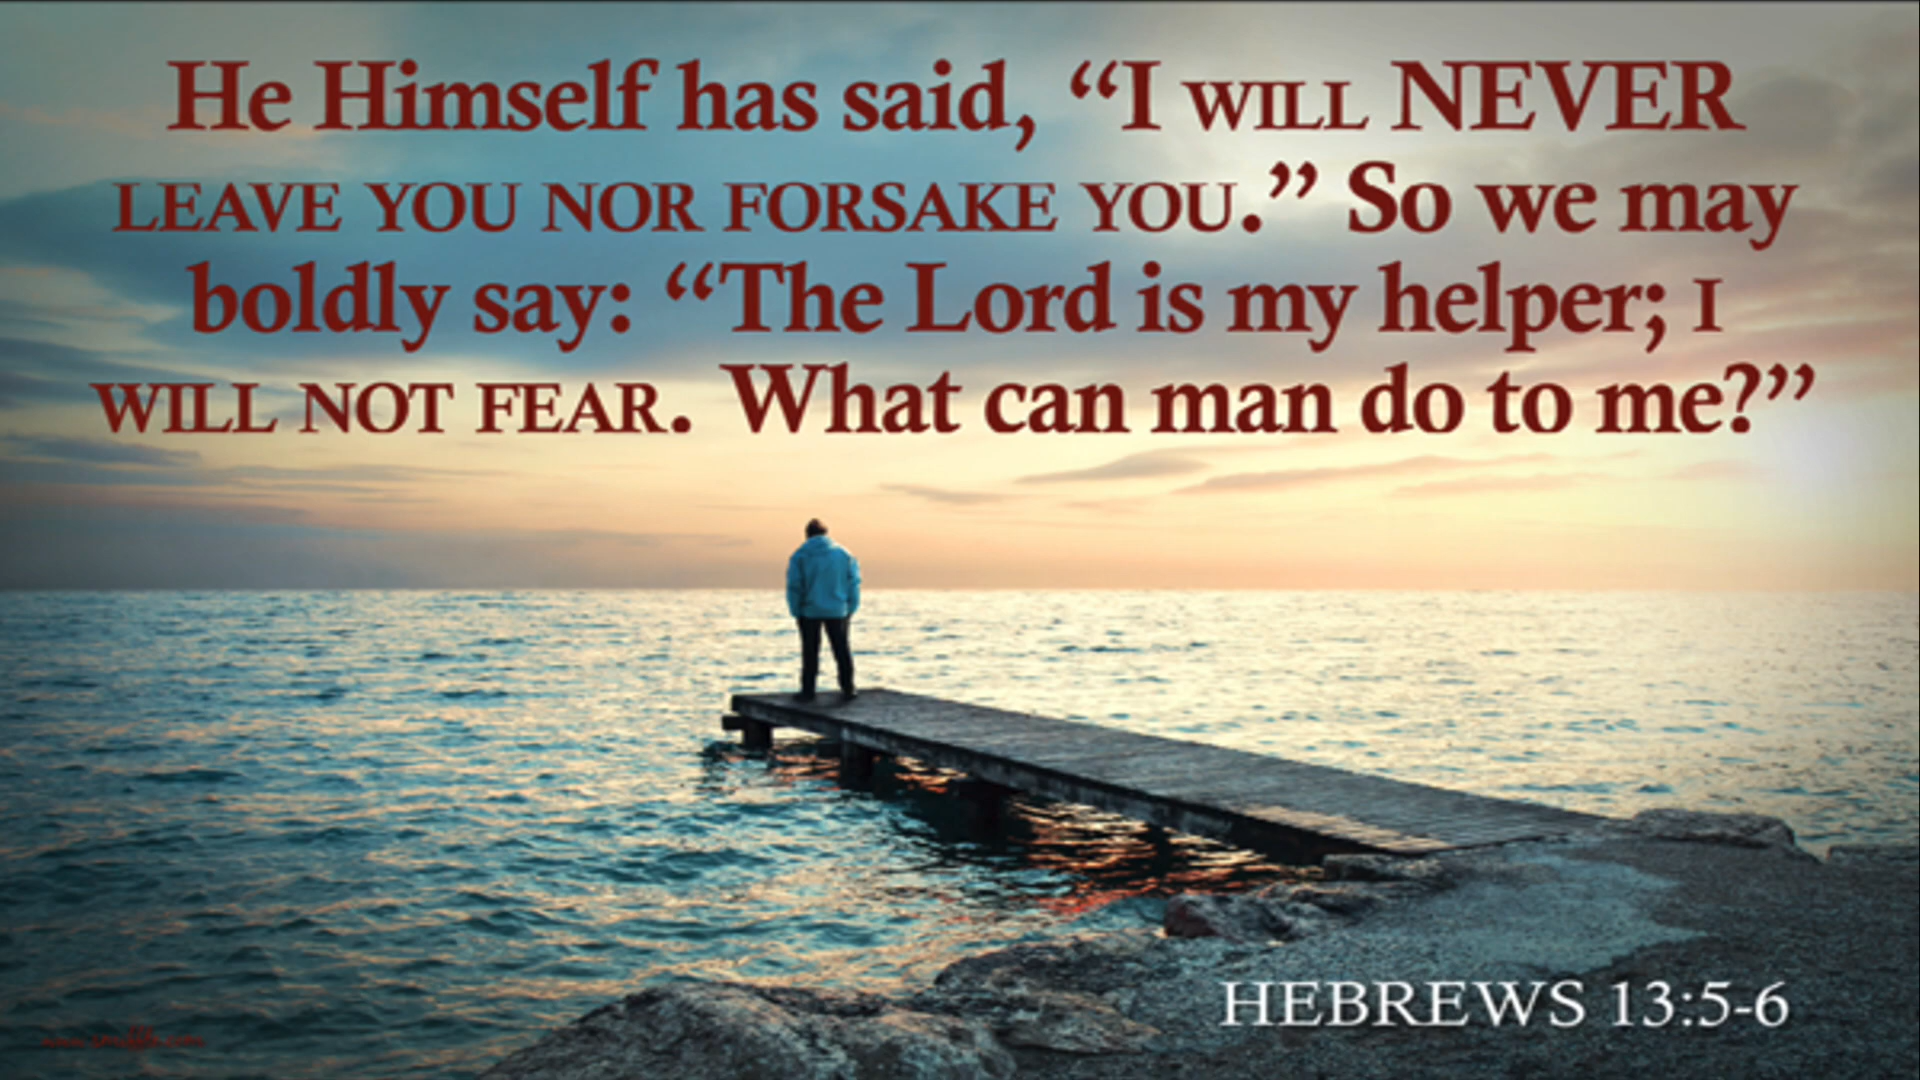 He Himself has said, “I WILL NEVER
LEAVE YOU NOR FORSAKE YOU.” So we may
boldly say: “The Lord is my helper; I
WILL NOT FEAR. What can man do to me?”
HEBREWS 13:5-6